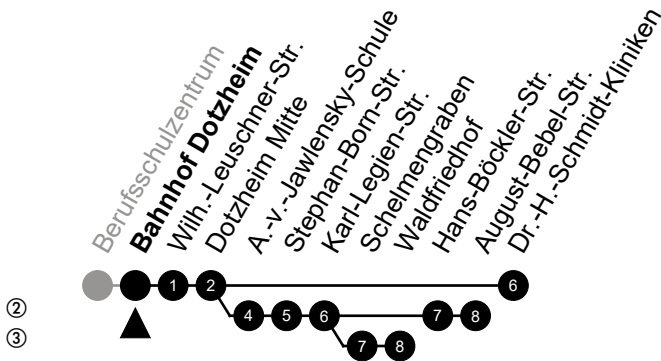 Berufsschulzentrum
Bahnhof Dotzheim
Wilh.-Leuschner-Str.
Dotzheim Mitte
A.-v.-Jawlensky-Schule
Stephan-Born-Str.
Karl-Legien-Str.
Schelmengraben
Waldfriedhof
Hans-Böckler-Str.
August-Bebel-Str.
Dr.-H.-Schmidt-Kliniken
1 2 6
② 4 5 6 7 8
③ 7 8